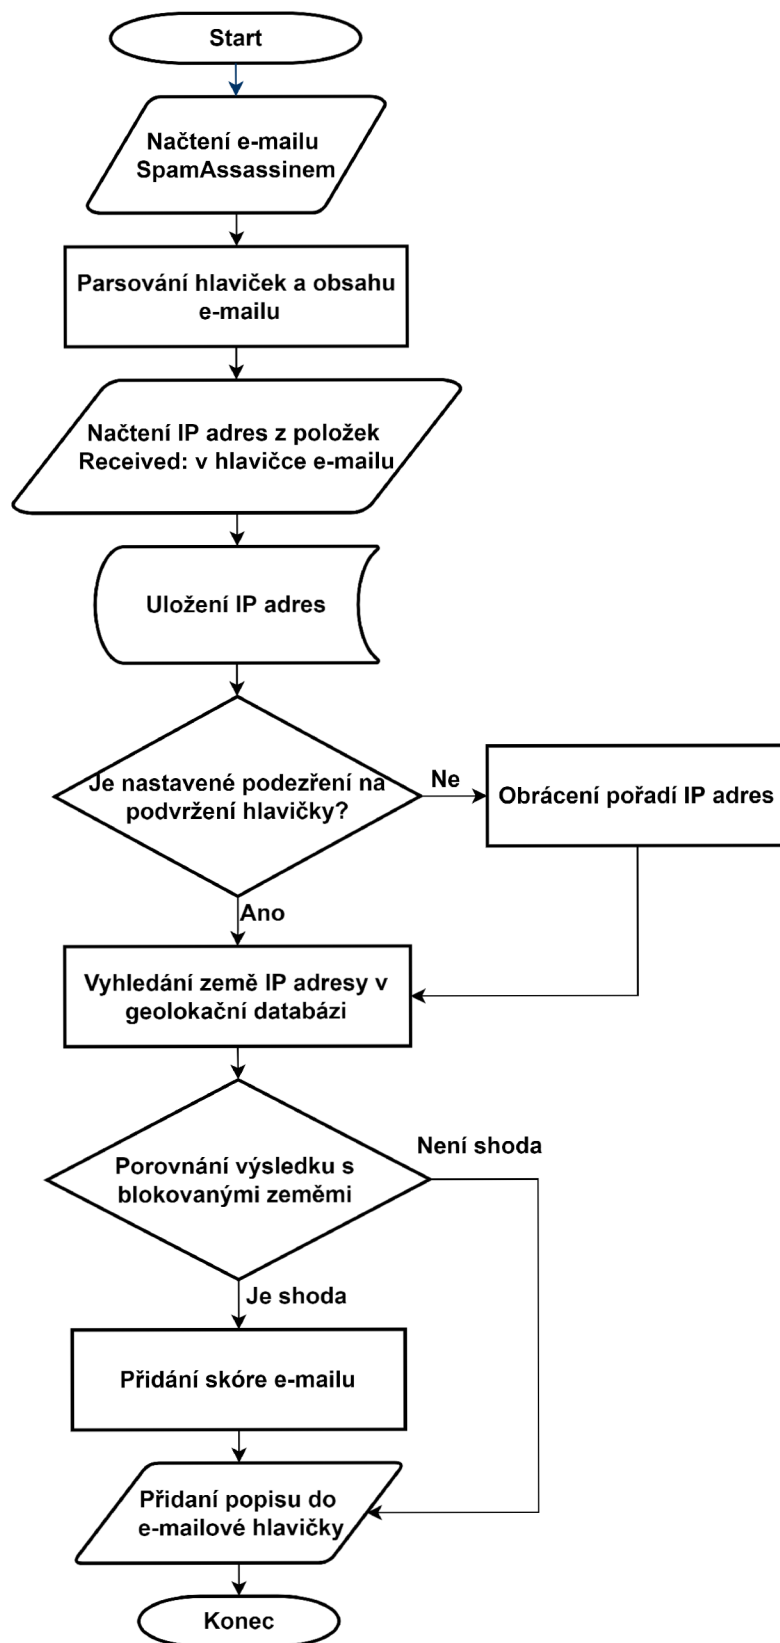 Start
Načtení e-mailu
SpamAssassinem
Parsování hlaviček a obsahu
e-mailu
Načtení IP adres z položek
Received: v hlavičce e-mailu
Uložení IP adres
Je nastavené podezření na
podvržení hlavičky?
Ne
Obrácení pořadí IP adres
Ano
Vyhledání země IP adresy v
geolokační databázi
Není shoda
Porovnání výsledku s
blokovanými zeměmi
Je shoda
Přidání skóre e-mailu
Přidaní popisu do
e-mailové hlavičky
Konec